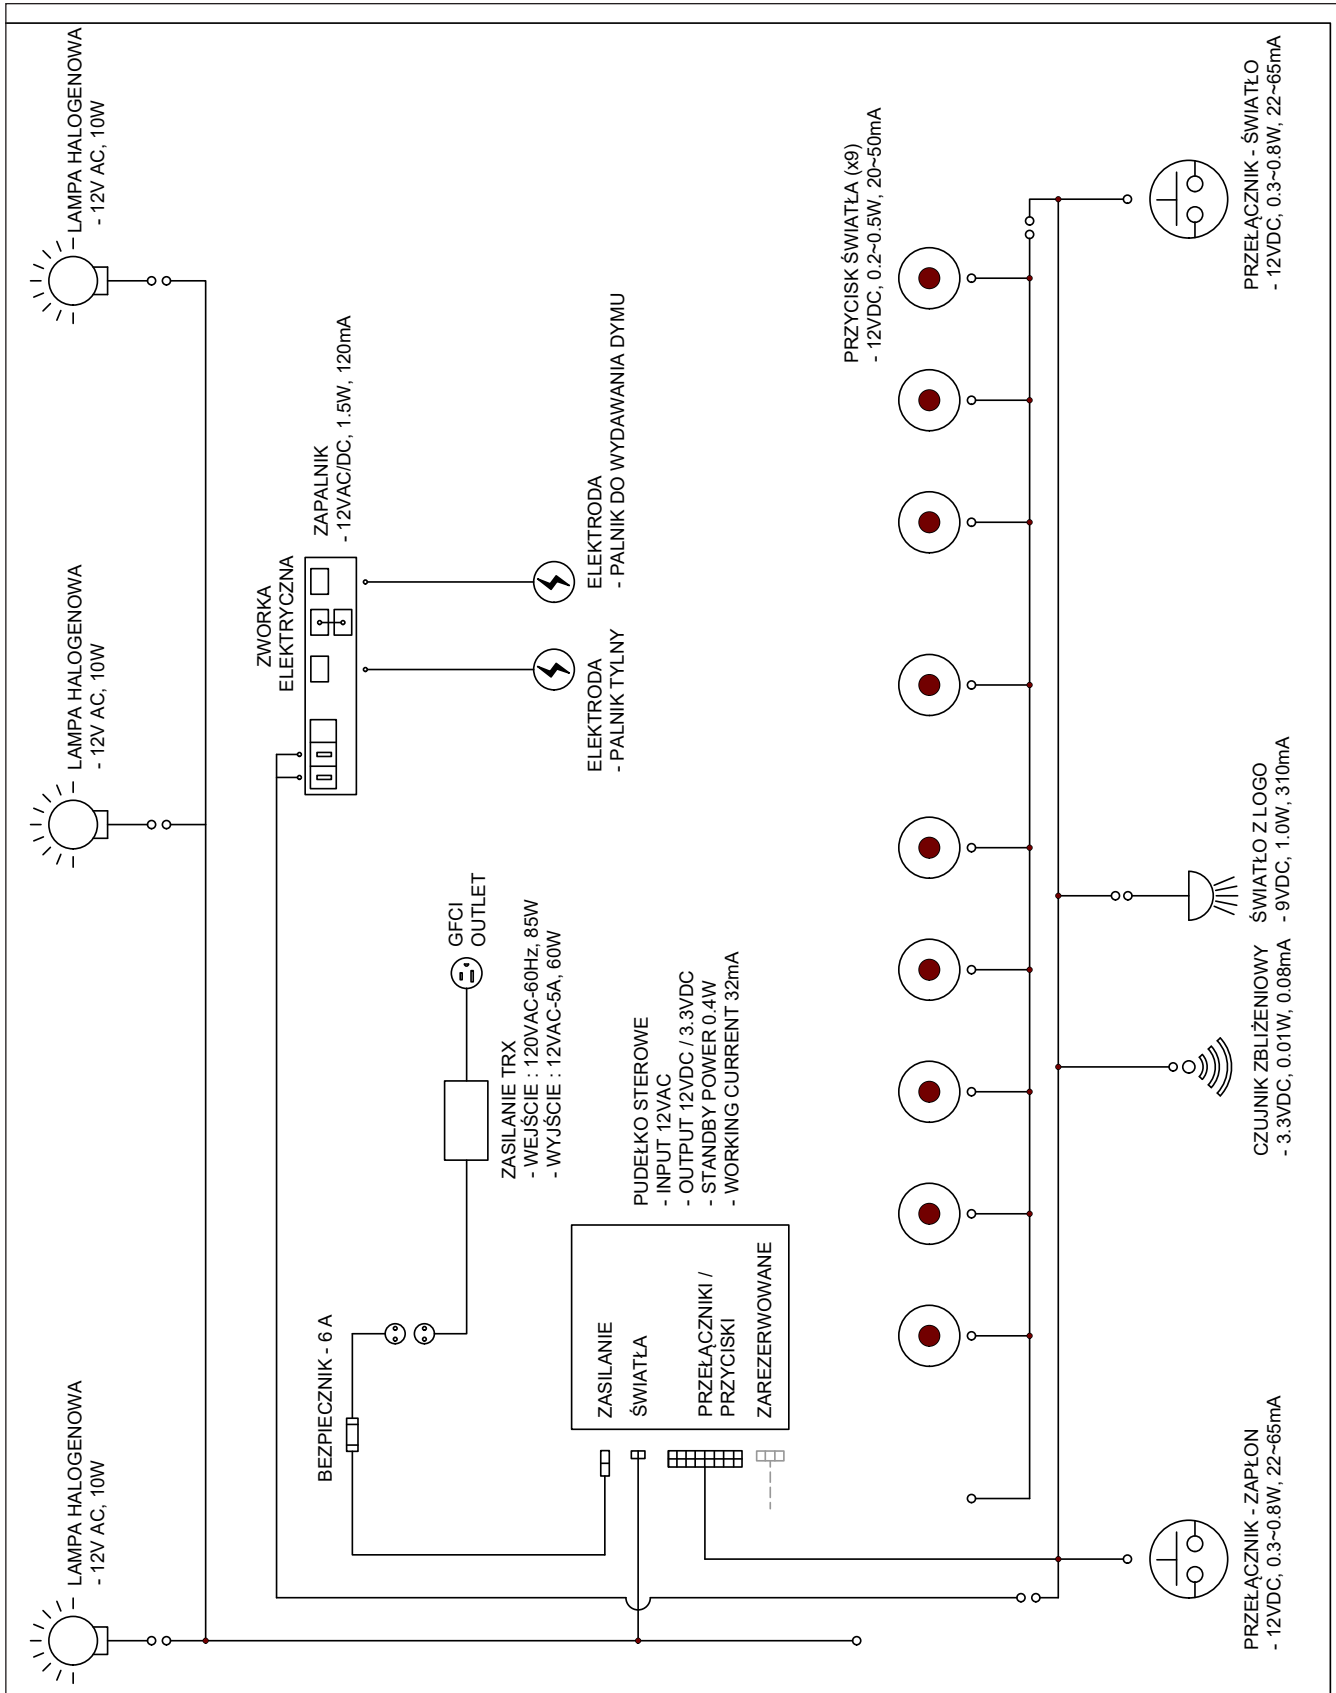 LAMPA HALOGENOWA
- 12V AC, 10W
LAMPA HALOGENOWA
- 12V AC, 10W
LAMPA HALOGENOWA
- 12V AC, 10W
ZWORKA
ELEKTRYCZNA
ZAPALNIK
- 12VAC/DC, 1.5W, 120mA
BEZPIECZNIK - 6 A
GFCI
OUTLET
ZASILANIE TRX
- WEJŚCIE : 120VAC-60Hz, 85W
- WYJŚCIE : 12VAC-5A, 60W
ELEKTRODA
- PALNIK TYLNY
ELEKTRODA
- PALNIK DO WYDAWANIA DYMU
ZASILANIE
ŚWIATŁA
PRZEŁĄCZNIKI /
PRZYCISKI
ZAREZERWOWANE
PUDEŁKO STEROWE
- INPUT 12VAC
- OUTPUT 12VDC / 3.3VDC
- STANDBY POWER 0.4W
- WORKING CURRENT 32mA
PRZYCISK ŚWIATŁA (x9)
- 12VDC, 0.2~0.5W, 20~50mA
PRZEŁĄCZNIK - ZAPŁON
- 12VDC, 0.3~0.8W, 22~65mA
CZUJNIK ZBLIŻENIOWY
- 3.3VDC, 0.01W, 0.08mA
ŚWIATŁO Z LOGO
- 9VDC, 1.0W, 310mA
PRZEŁĄCZNIK - ŚWIATŁO
- 12VDC, 0.3~0.8W, 22~65mA